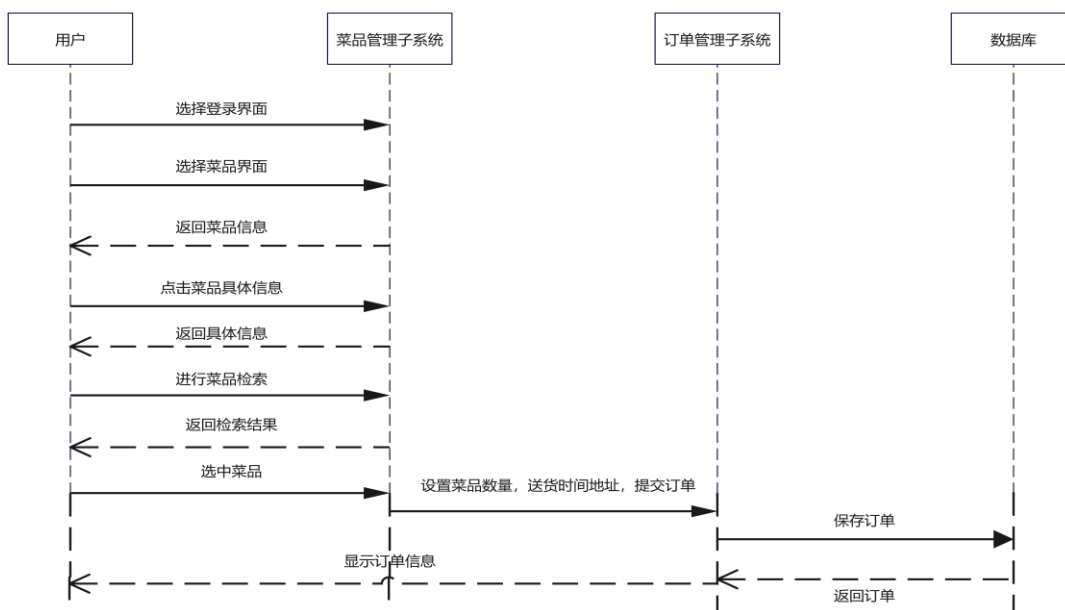 用户
菜品管理子系统
订单管理子系统
数据库
选择登录界面
选择菜品界面
返回菜品信息
点击菜品具体信息
返回具体信息
进行菜品检索
返回检索结果
选中菜品
设置菜品数量，送货时间地址，提交订单
保存订单
显示订单信息
返回订单